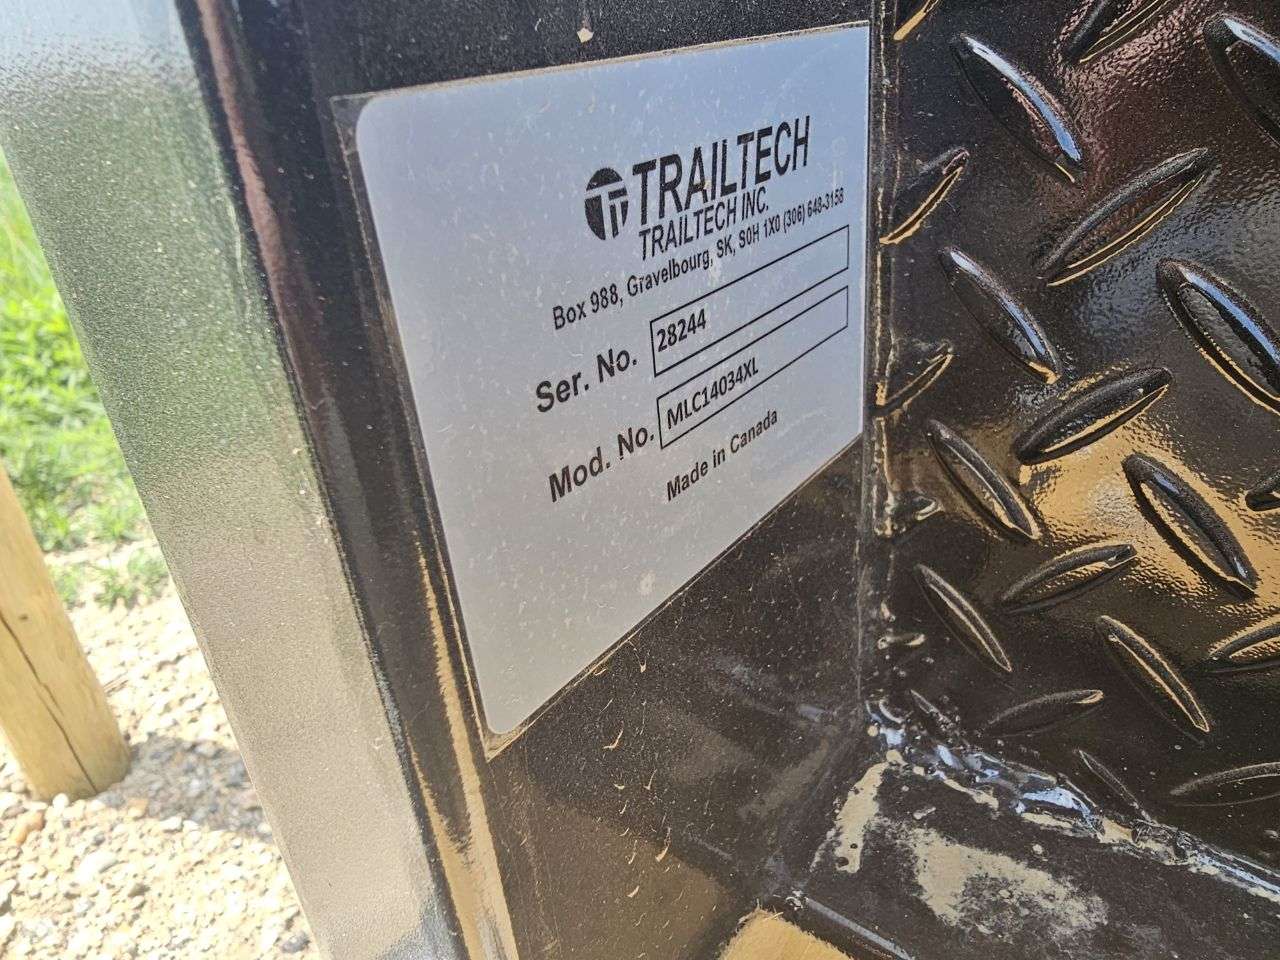 TRAILTECH
TRAILTECH INC.
Box 988, Gravelbourg, SK, S0H 1X0 (306) 648-3158
Ser. No. 28244
Mod. No. MLC14034XL
Made in Canada